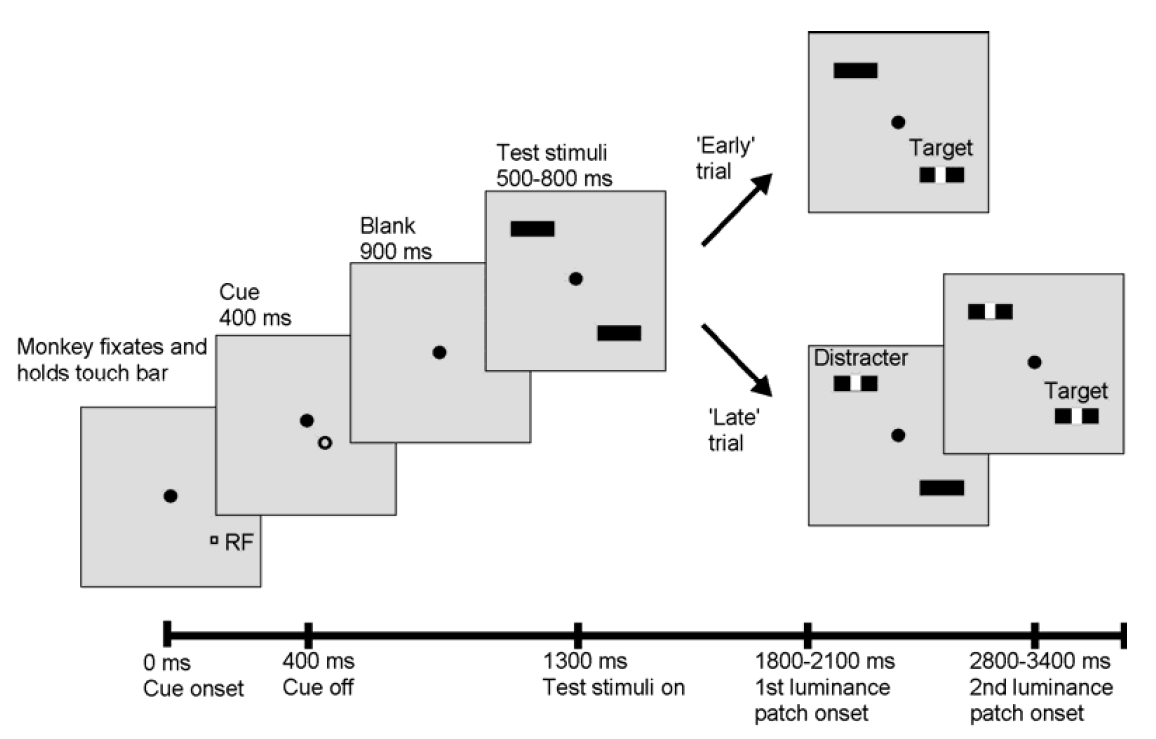 Monkey fixates and
holds touch bar
RF
Cue
400 ms
Blank
900 ms
Test stimuli
500-800 ms
'Early'
trial
Target
'Late'
trial
Distracter
Target
0 ms
Cue onset
400 ms
Cue off
1300 ms
Test stimuli on
1800-2100 ms
1st luminance
patch onset
2800-3400 ms
2nd luminance
patch onset